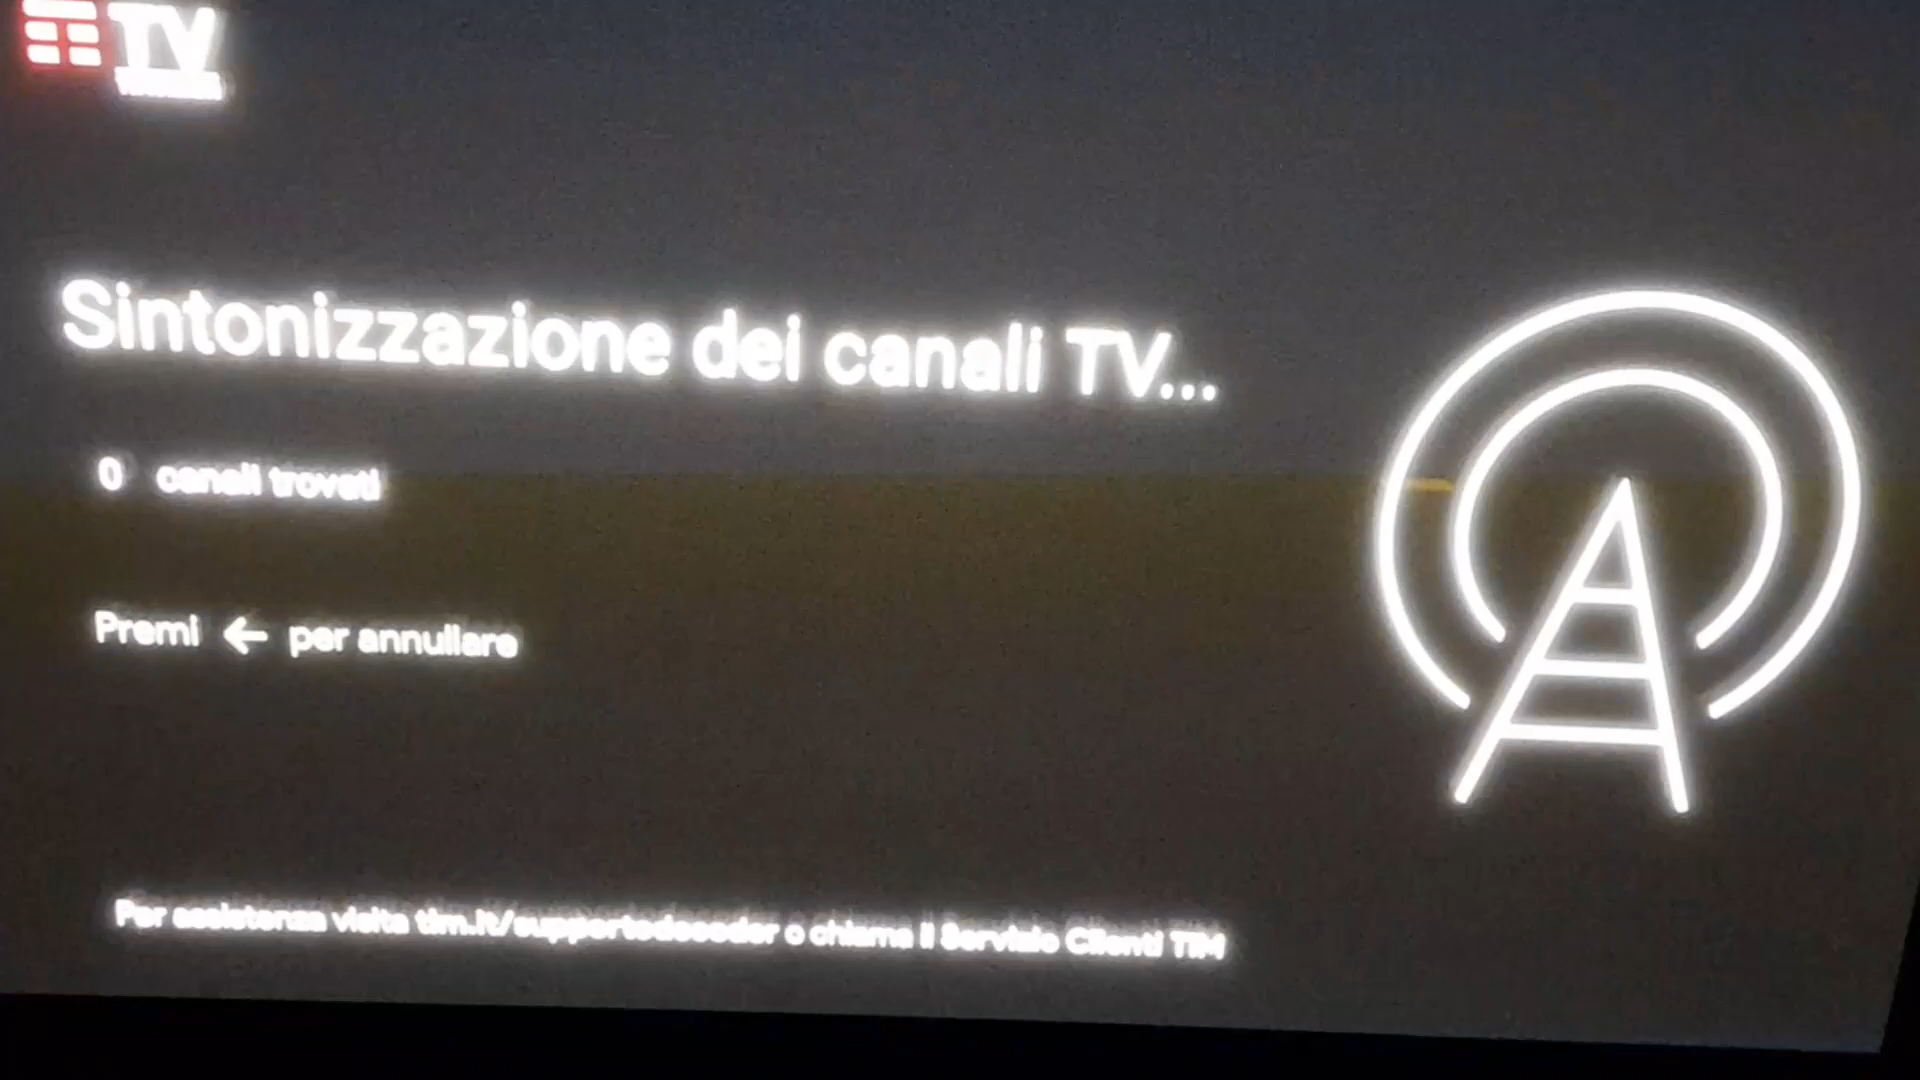 TV
Sintonizzazione dei canali TV...
0 canali trovati
Premi ← per annullare
Per assistenza visita tim.it/supportodecoder o chiama il Servizio Clienti TIM